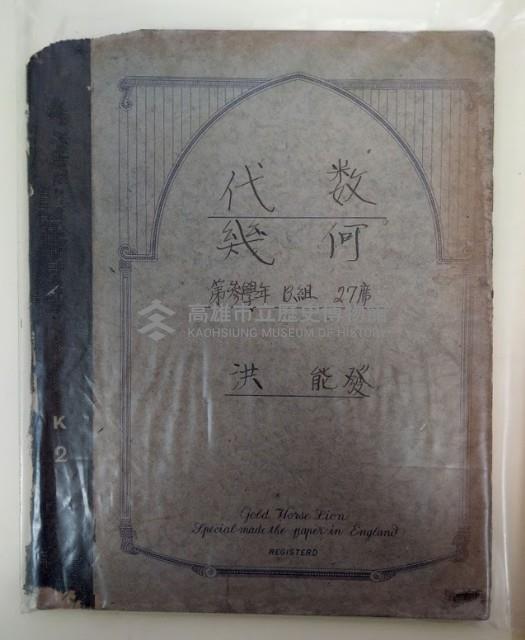 代数
幾何
第参學年 B組 27席
高雄市立歷史博物館
KAOHSIUNG MUSEUM OF HISTORY
洪能發
K
2
Gold Horse Lion
Special made the paper in England
REGISTERD